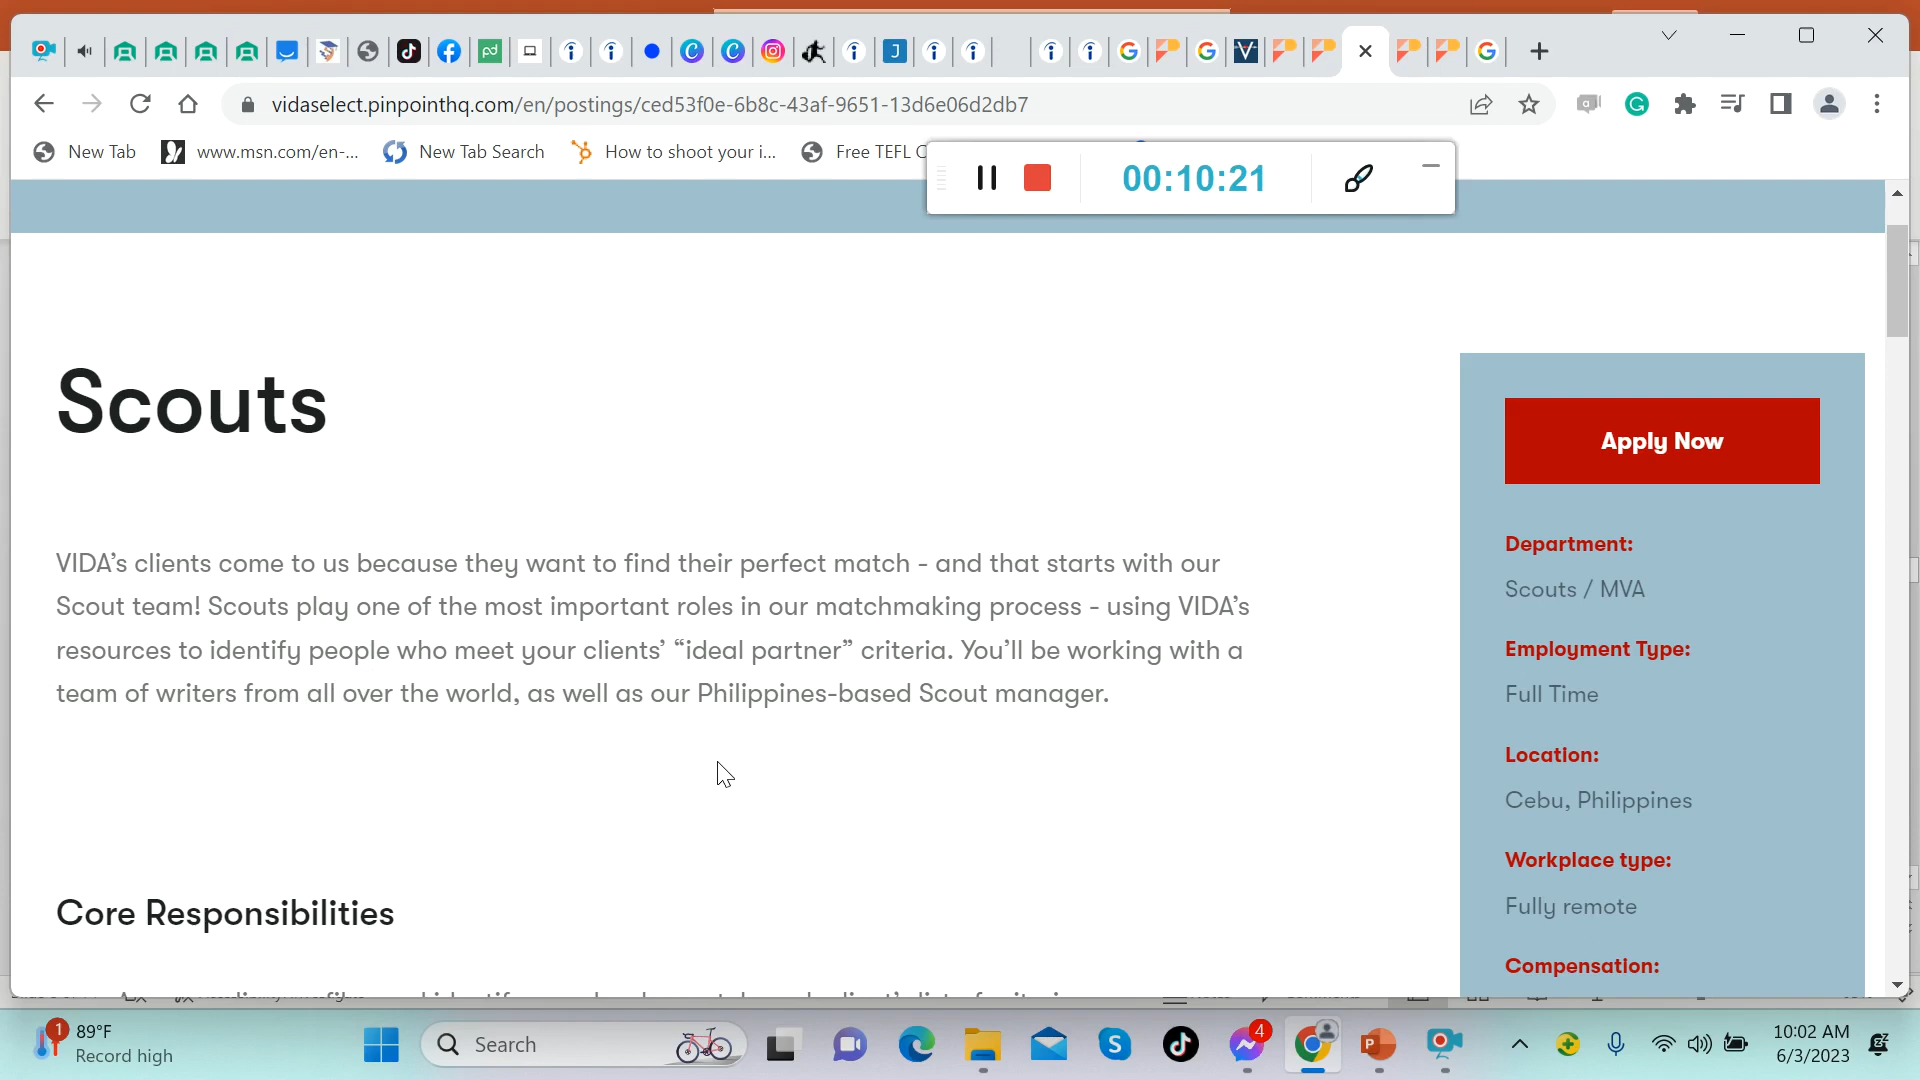 vidaselect.pinpointhq.com/en/postings/ced53f0e-6b8c-43af-9651-13d6e06d2db7
New Tab
www.msn.com/en-...
New Tab Search
How to shoot your i...
Free TEFL C
00:10:21
Scouts
VIDA’s clients come to us because they want to find their perfect match - and that starts with our
Scout team! Scouts play one of the most important roles in our matchmaking process - using VIDA’s
resources to identify people who meet your clients’ “ideal partner” criteria. You’ll be working with a
team of writers from all over the world, as well as our Philippines-based Scout manager.
Core Responsibilities
Apply Now
Department:
Scouts / MVA
Employment Type:
Full Time
Location:
Cebu, Philippines
Workplace type:
Fully remote
Compensation:
1
89°F
Record high
Search
4
10:02 AM
6/3/2023